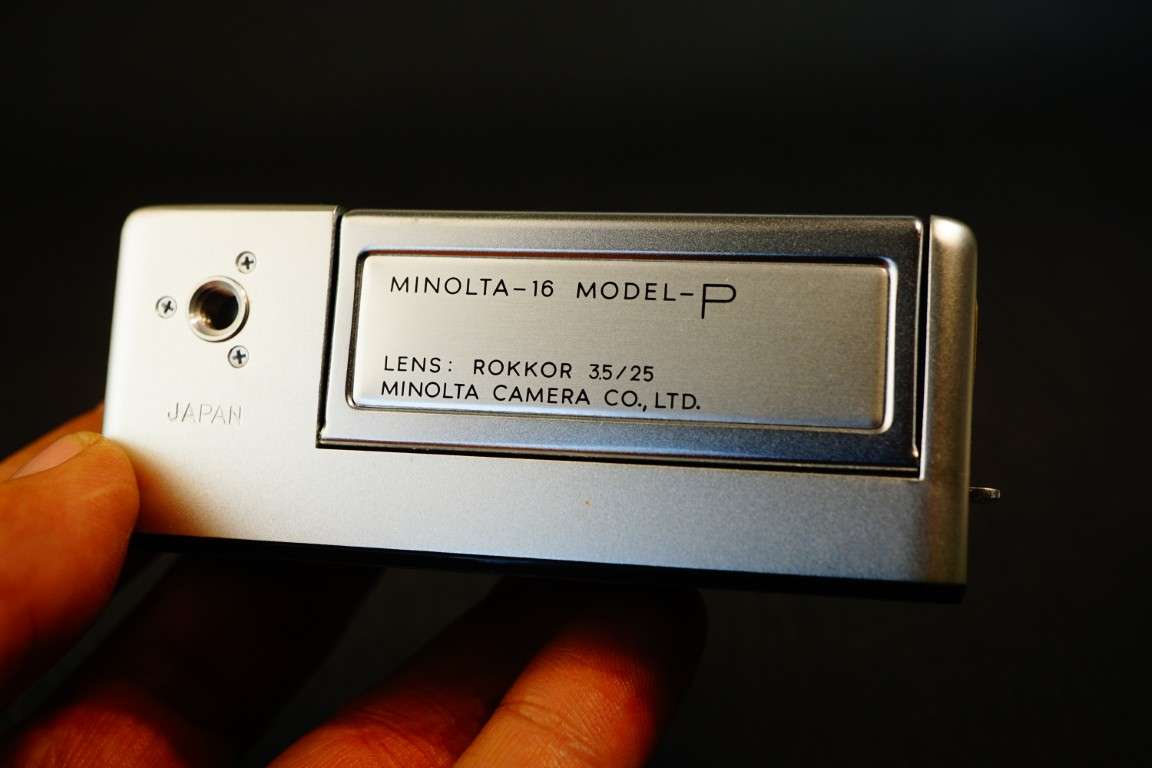 MINOLTA-16 MODEL-P
LENS: ROKKOR 3.5/25
MINOLTA CAMERA CO., LTD.
JAPAN